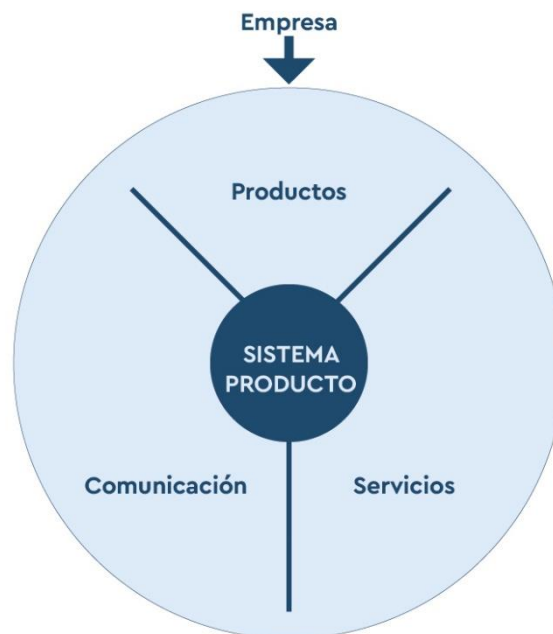 Empresa
Productos
SISTEMA
PRODUCTO
Comunicación
Servicios